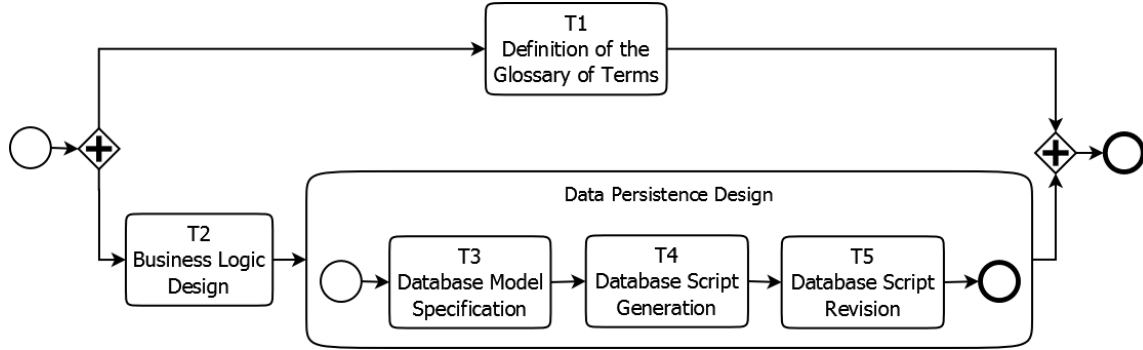 T1
Definition of the
Glossary of Terms
T2
Business Logic
Design
Data Persistence Design
T3
Database Model
Specification
T4
Database Script
Generation
T5
Database Script
Revision